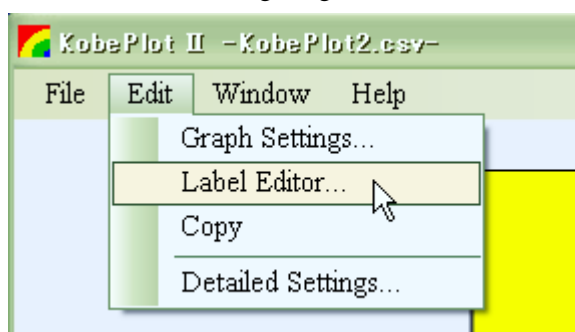 KobePlot II -KobePlot2.csv-
File Edit Window Help
Graph Settings...
Label Editor...
Copy
Detailed Settings...